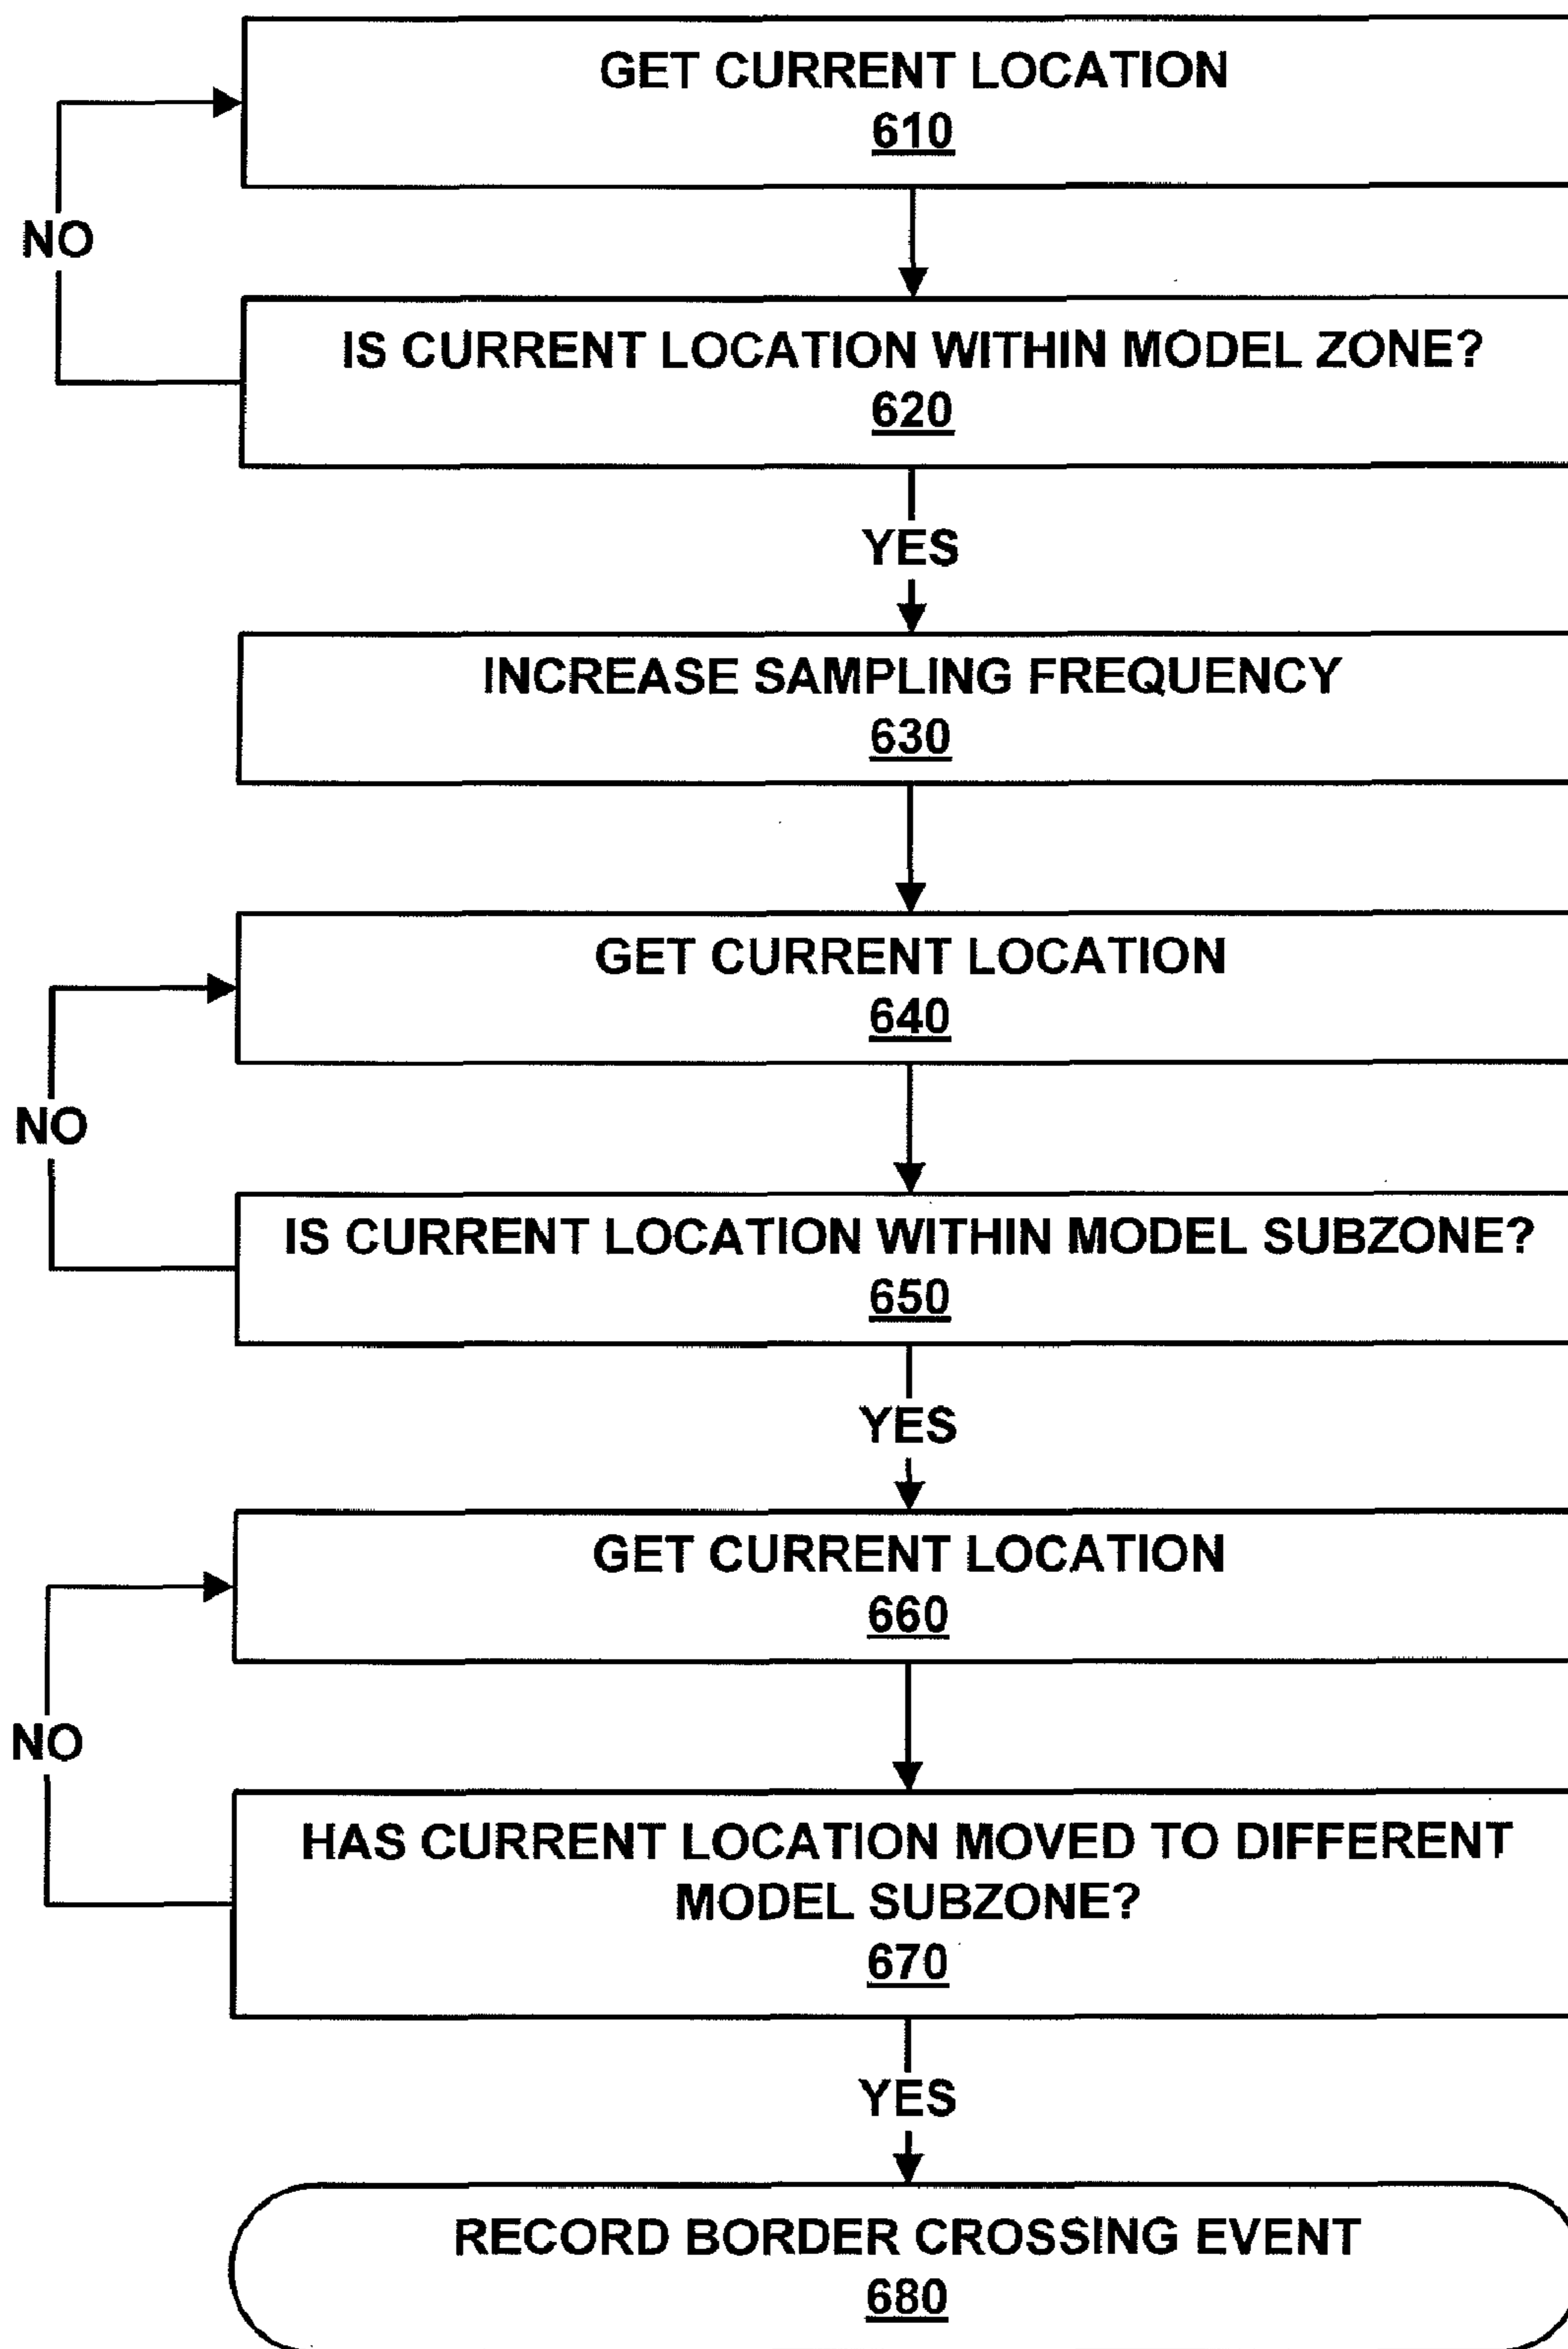 GET CURRENT LOCATION
610
NO
IS CURRENT LOCATION WITHIN MODEL ZONE?
620
YES
INCREASE SAMPLING FREQUENCY
630
GET CURRENT LOCATION
640
NO
IS CURRENT LOCATION WITHIN MODEL SUBZONE?
650
YES
GET CURRENT LOCATION
660
NO
HAS CURRENT LOCATION MOVED TO DIFFERENT
MODEL SUBZONE?
670
YES
RECORD BORDER CROSSING EVENT
680